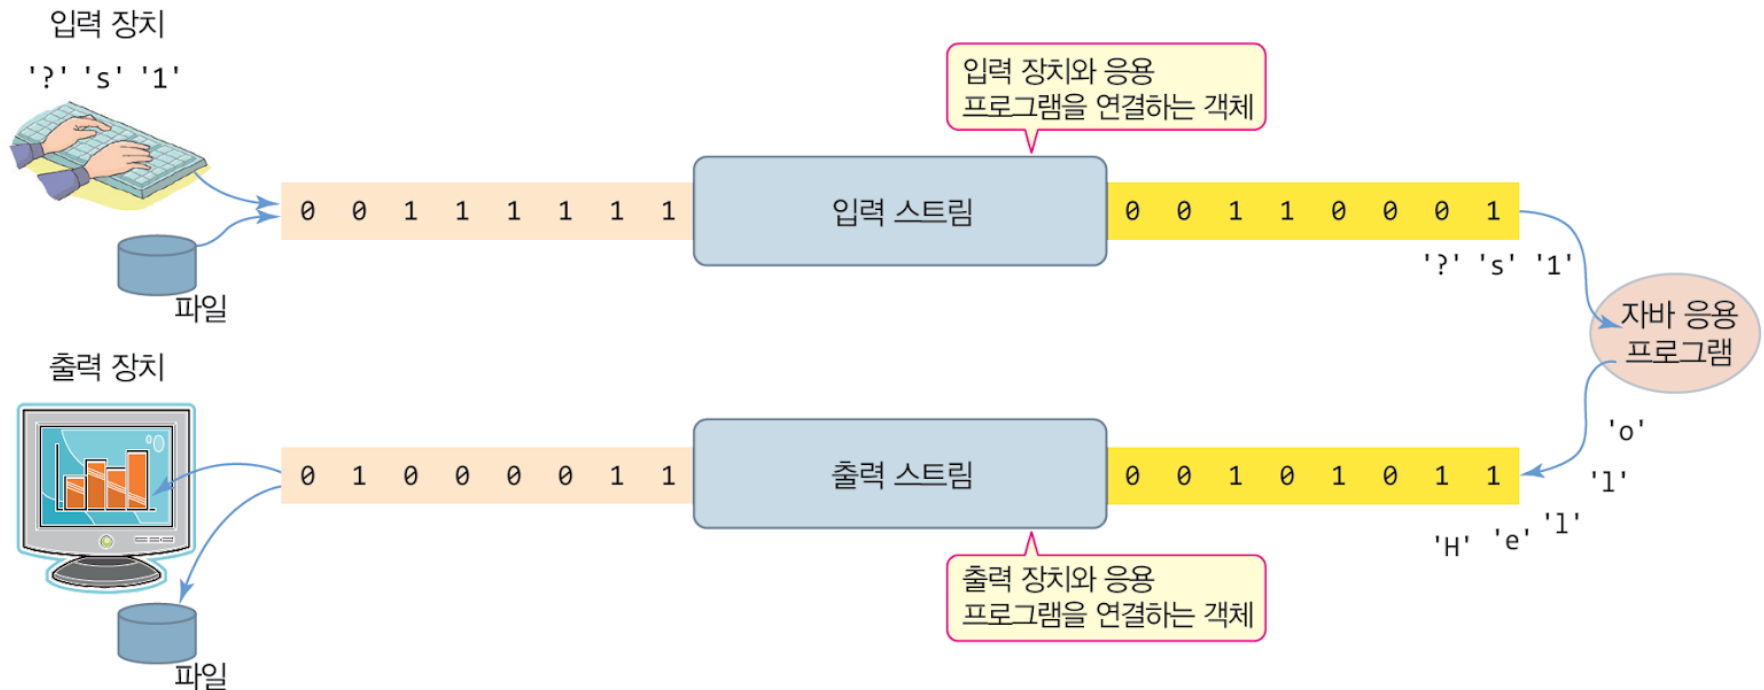 입력 장치
'?' 's' '1'
입력 장치와 응용
프로그램을 연결하는 객체
0 0 1 1 1 1 1 1
입력 스트림
0 0 1 1 0 0 0 1
'?' 's' '1'
파일
자바 응용
프로그램
출력 장치
'o'
0 1 0 0 0 0 1 1
출력 스트림
0 0 1 0 1 0 1 1
'l'
'l'
'e'
'H'
출력 장치와 응용
프로그램을 연결하는 객체
파일